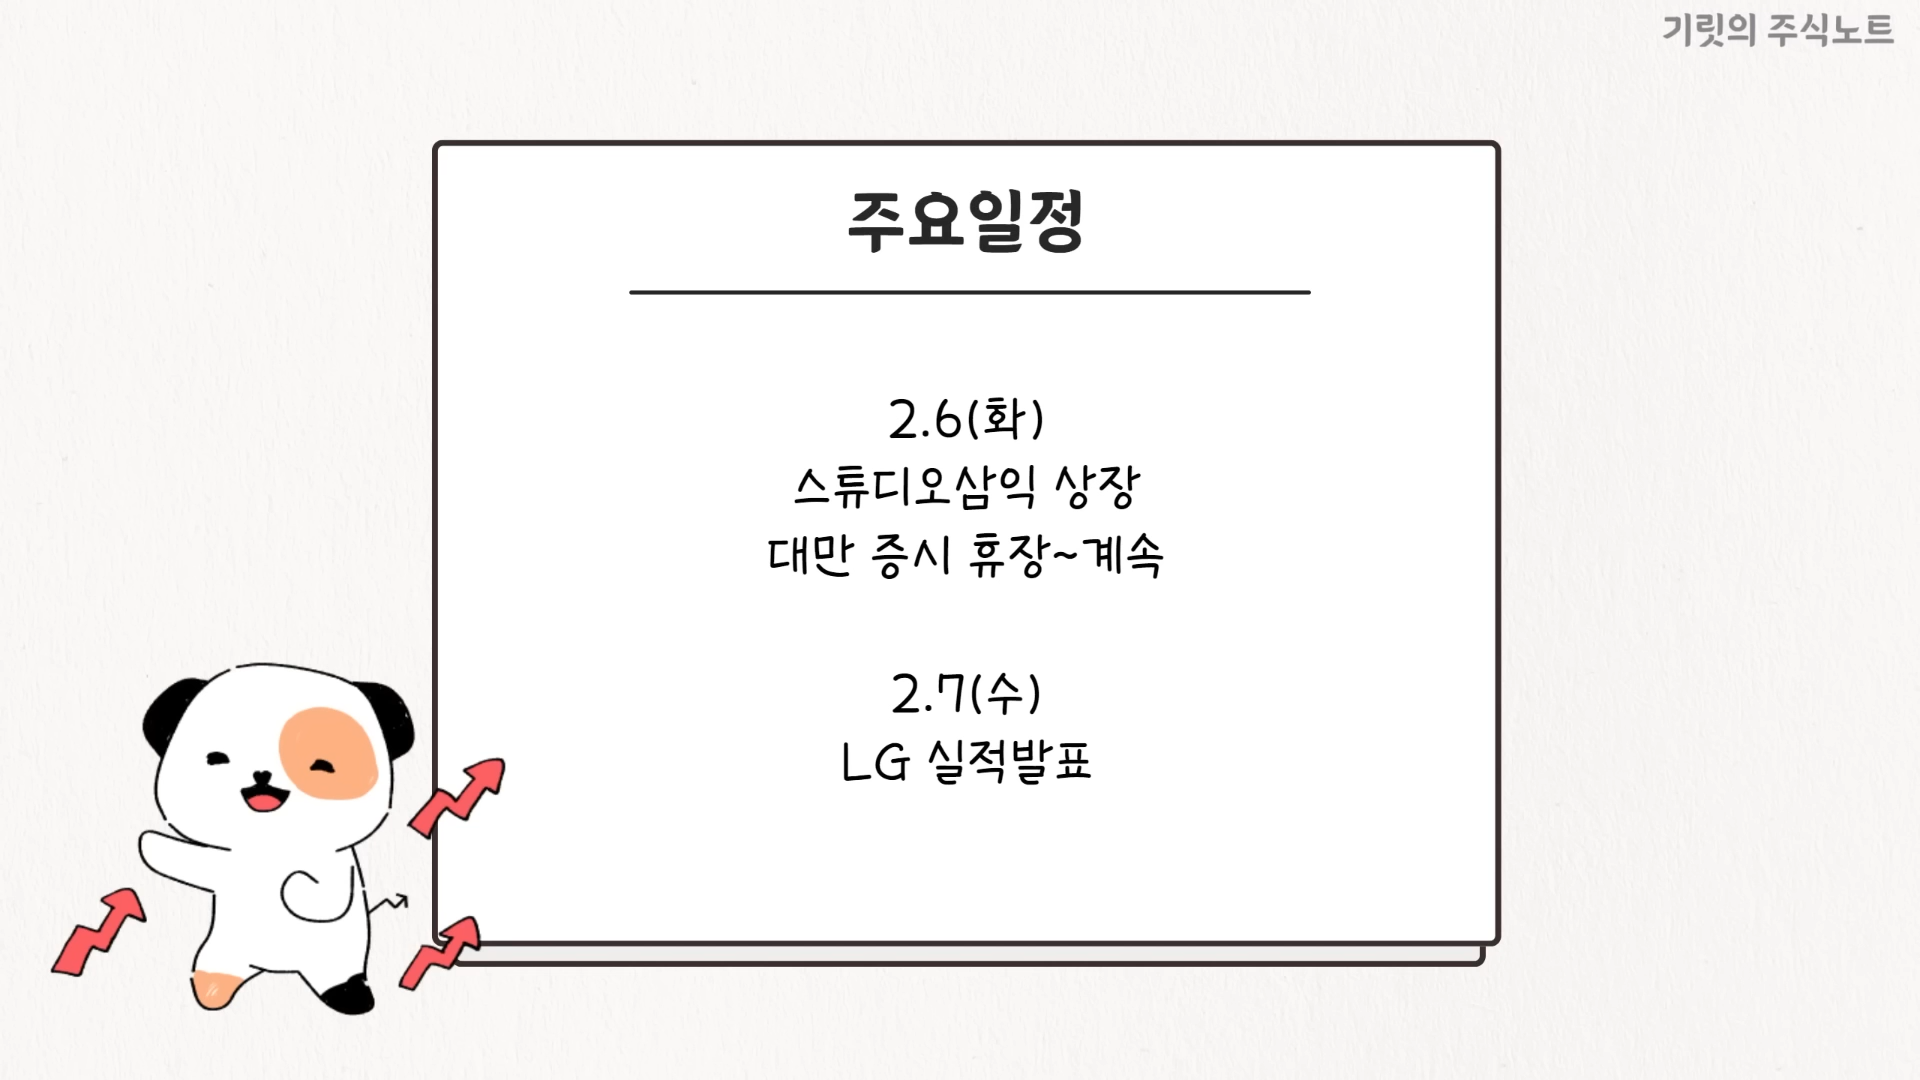 기릿의 주식노트
주요일정
2.6(화)
스튜디오삼익 상장
대만 증시 휴장~계속
2.7(수)
LG 실적발표